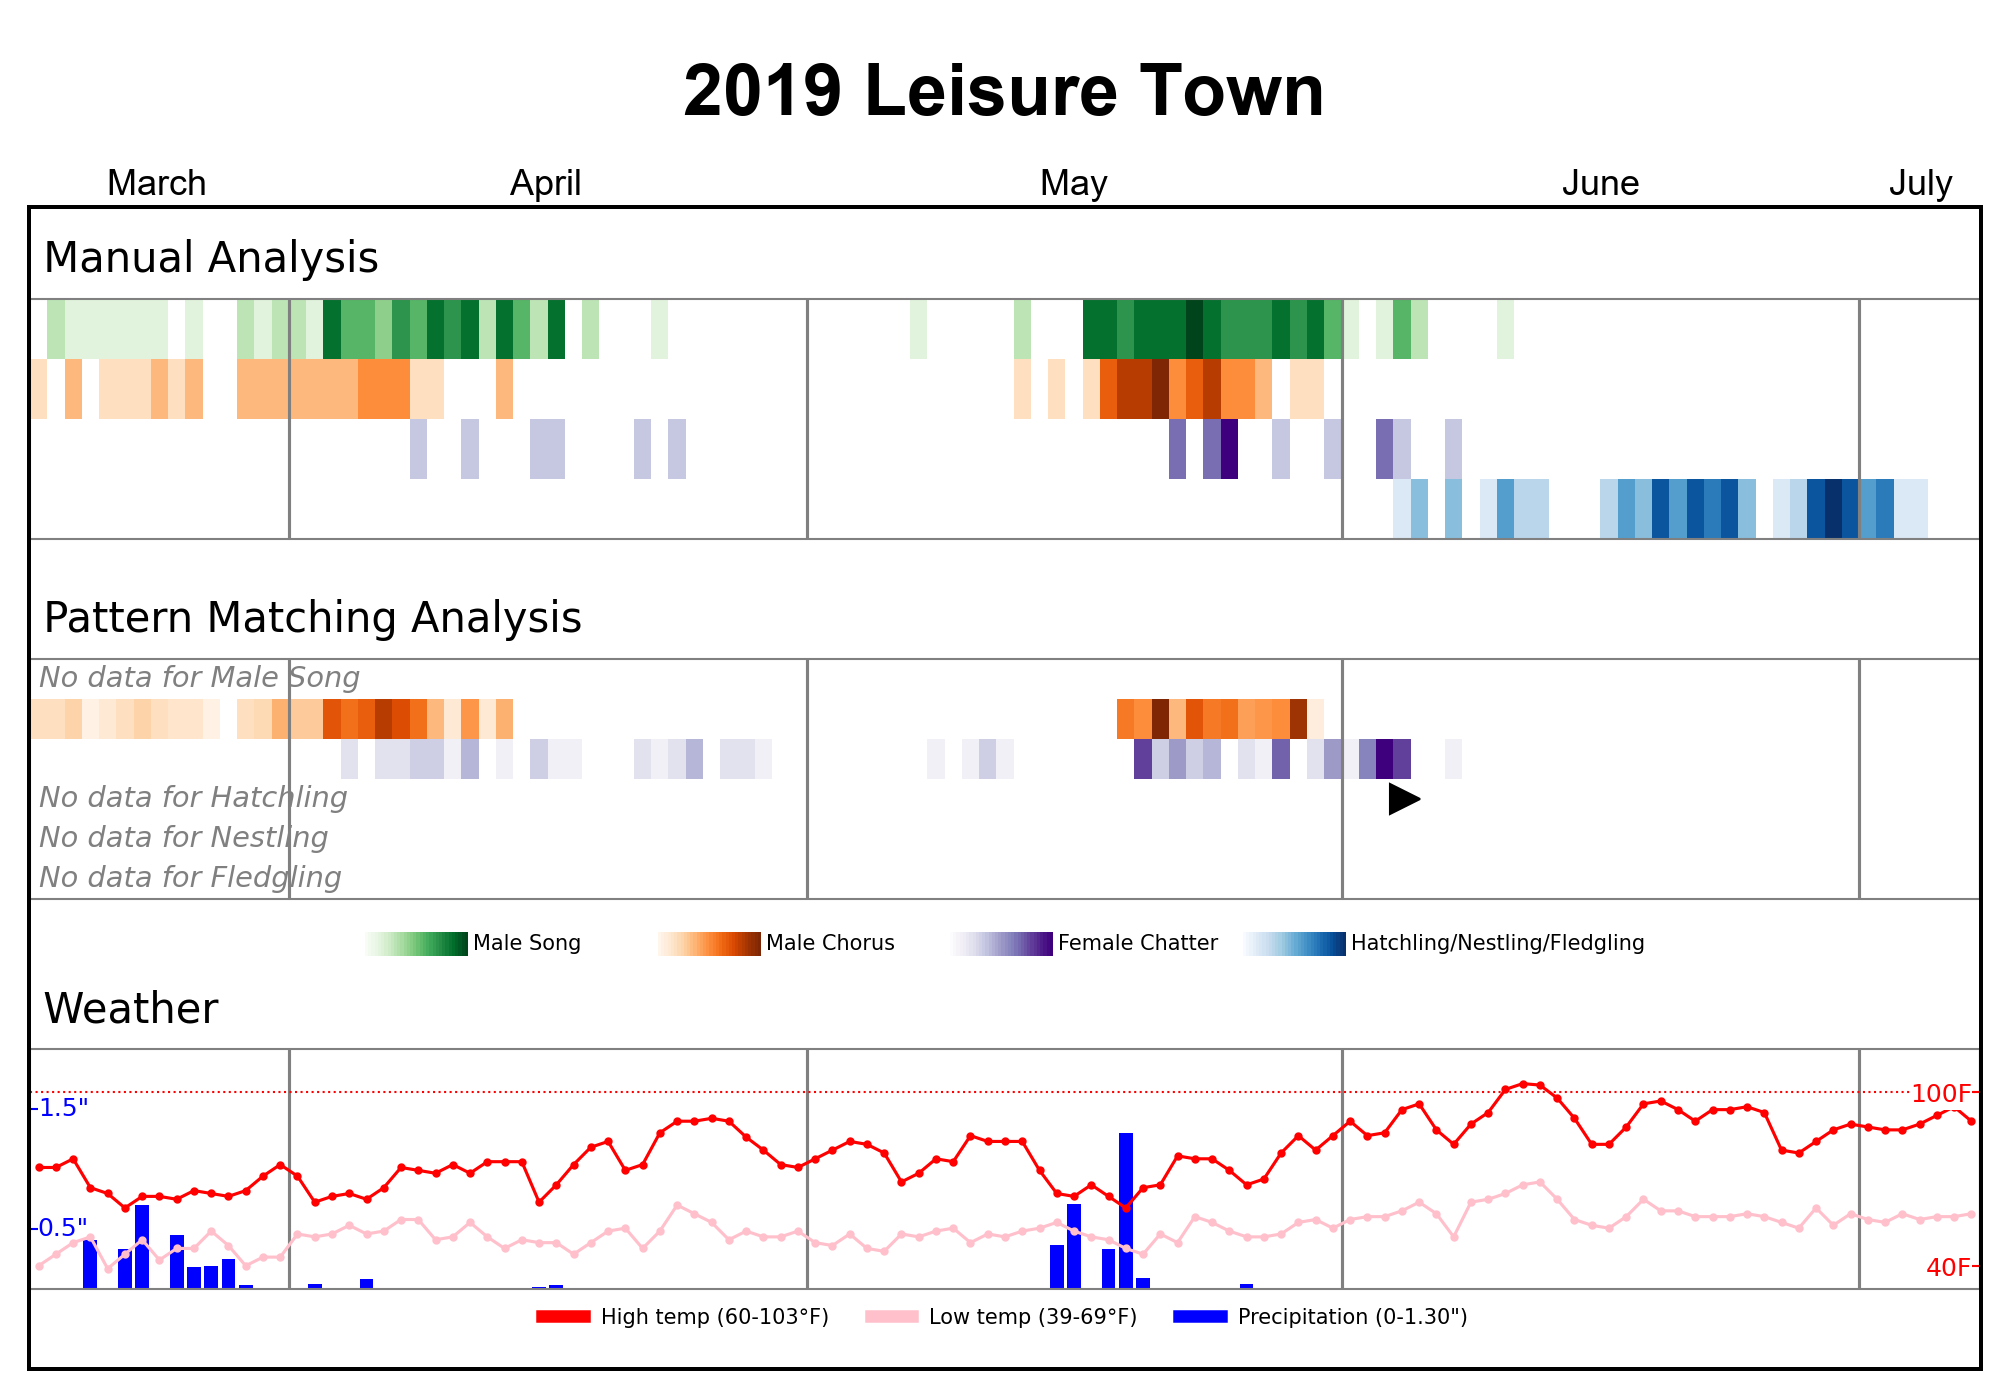 2019 Leisure Town
March April May June July
Manual Analysis
Pattern Matching Analysis
No data for Male Song
No data for Hatchling
No data for Nestling
No data for Fledgling
Male Song Male Chorus Female Chatter Hatchling/Nestling/Fledgling
Weather
100F
1.5"
0.5"
40F
High temp (60-103°F) Low temp (39-69°F) Precipitation (0-1.30")